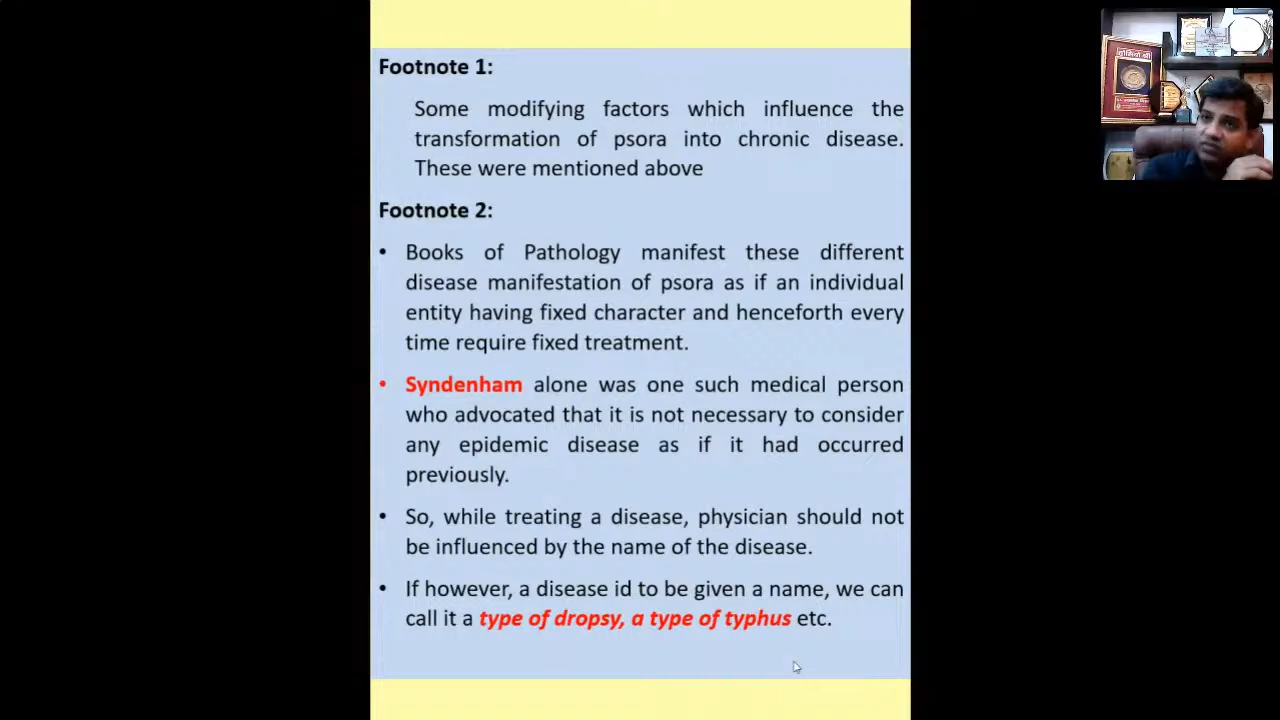 Footnote 1:
Some modifying factors which influence the
transformation of psora into chronic disease.
These were mentioned above
Footnote 2:
• Books of Pathology manifest these different
disease manifestation of psora as if an individual
entity having fixed character and henceforth every
time require fixed treatment.
• Syndenham alone was one such medical person
who advocated that it is not necessary to consider
any epidemic disease as if it had occurred
previously.
• So, while treating a disease, physician should not
be influenced by the name of the disease.
• If however, a disease id to be given a name, we can
call it a type of dropsy, a type of typhus etc.